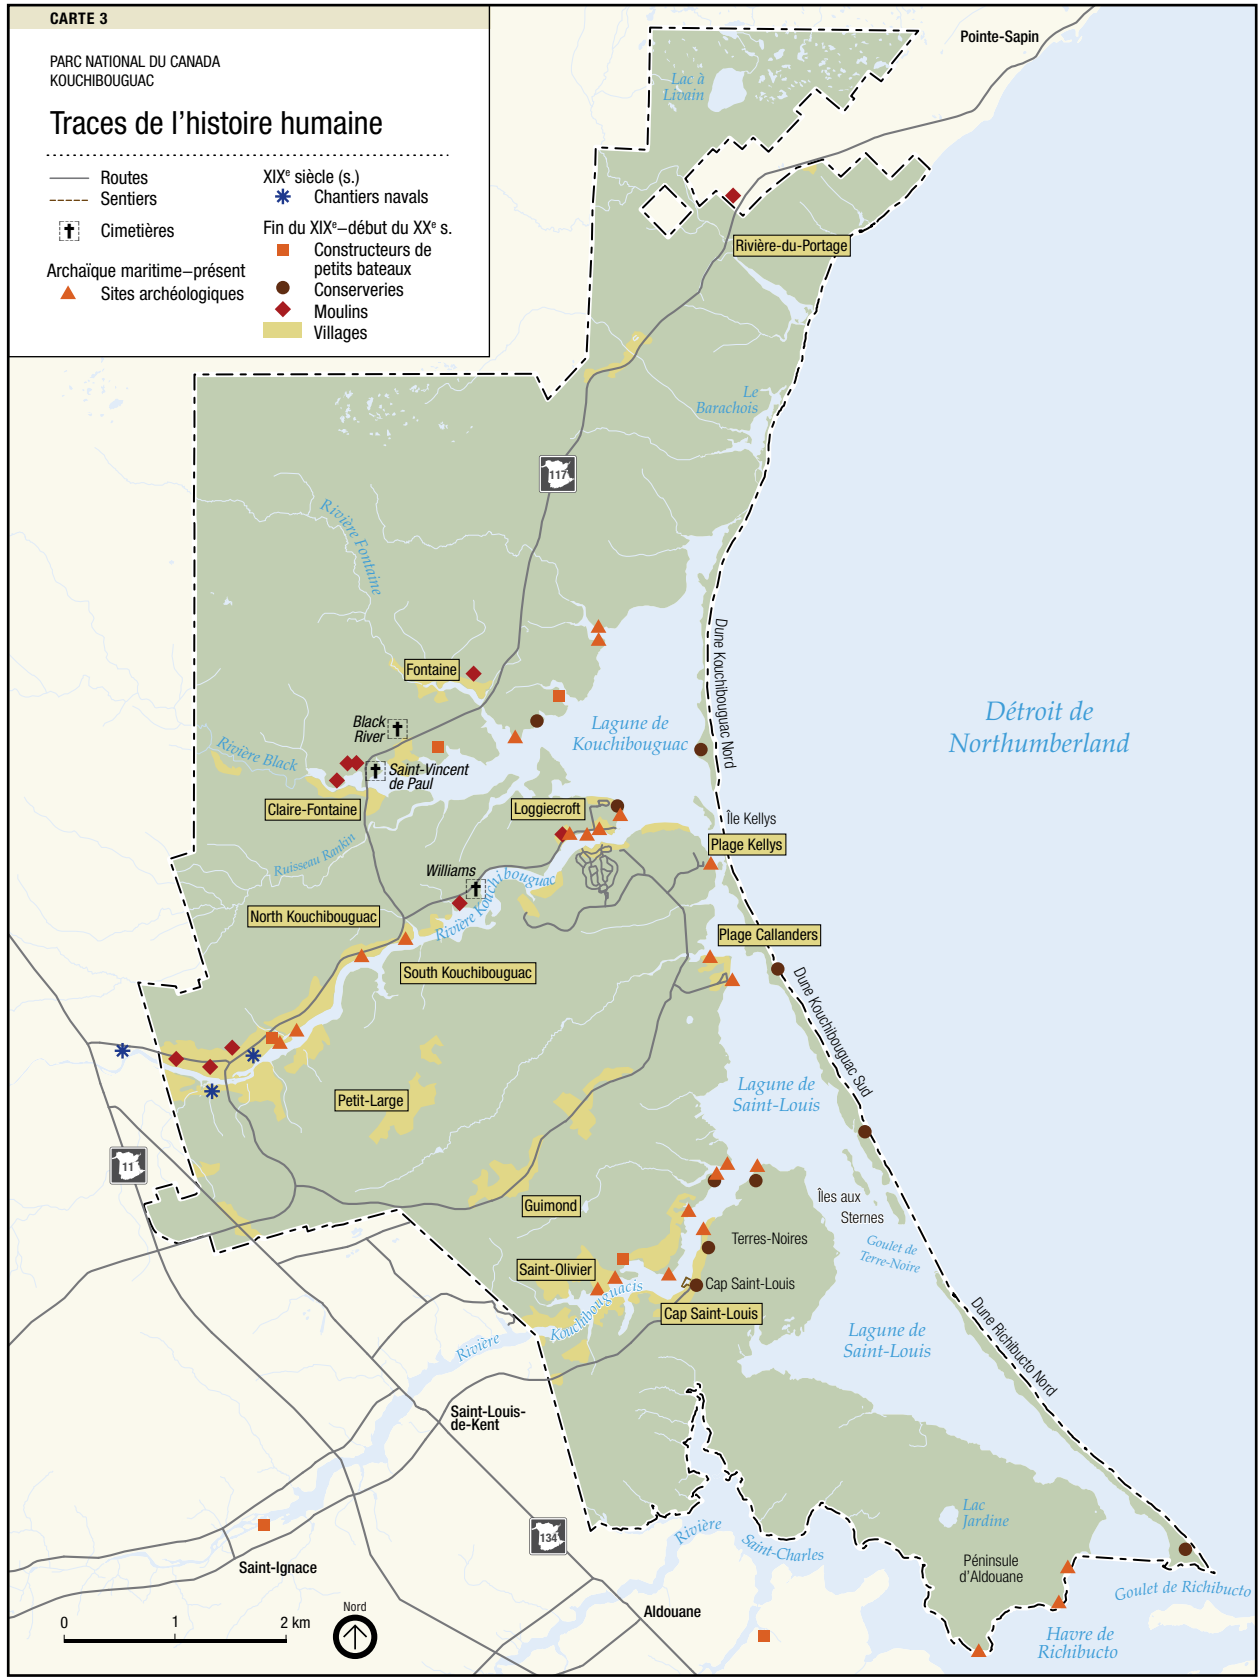 CARTE 3
PARC NATIONAL DU CANADA
KOUCHIBOUGUAC
Traces de l'histoire humaine
Routes
Sentiers
Cimetières
Archaïque maritime–présent
Sites archéologiques
XIXe siècle (s.)
Chantiers navals
Fin du XIXe–début du XXe s.
Constructeurs de
petits bateaux
Conserveries
Moulins
Villages
Pointe-Sapin
Lac à
Livain
Rivière-du-Portage
Le
Barachois
117
Rivière Fontaine
Dune Kouchibouguac Nord
Fontaine
Black
River
Lagune de
Kouchibouguac
Détroit de
Northumberland
Rivière Black
Saint-Vincent
de Paul
Claire-Fontaine
Loggiecroft
Île Kellys
Plage Kellys
Ruisseau Rankin
Williams
Rivière Kouchibouguac
North Kouchibouguac
Plage Callanders
South Kouchibouguac
Dune Kouchibouguac Sud
Petit-Large
Lagune de
Saint-Louis
11
Guimond
Îles aux
Sternes
Terres-Noires
Goulet de
Terre-Noire
Saint-Olivier
Cap Saint-Louis
Cap Saint-Louis
Rivière Kouchibouguacis
Dune Richibucto Nord
Lagune de
Saint-Louis
Saint-Louis-
de-Kent
Lac
Jardine
134
Rivière
Saint-Charles
Saint-Ignace
Péninsule
d'Aldouane
Goulet de Richibucto
Aldouane
Havre de
Richibucto
0 1 2 km
Nord